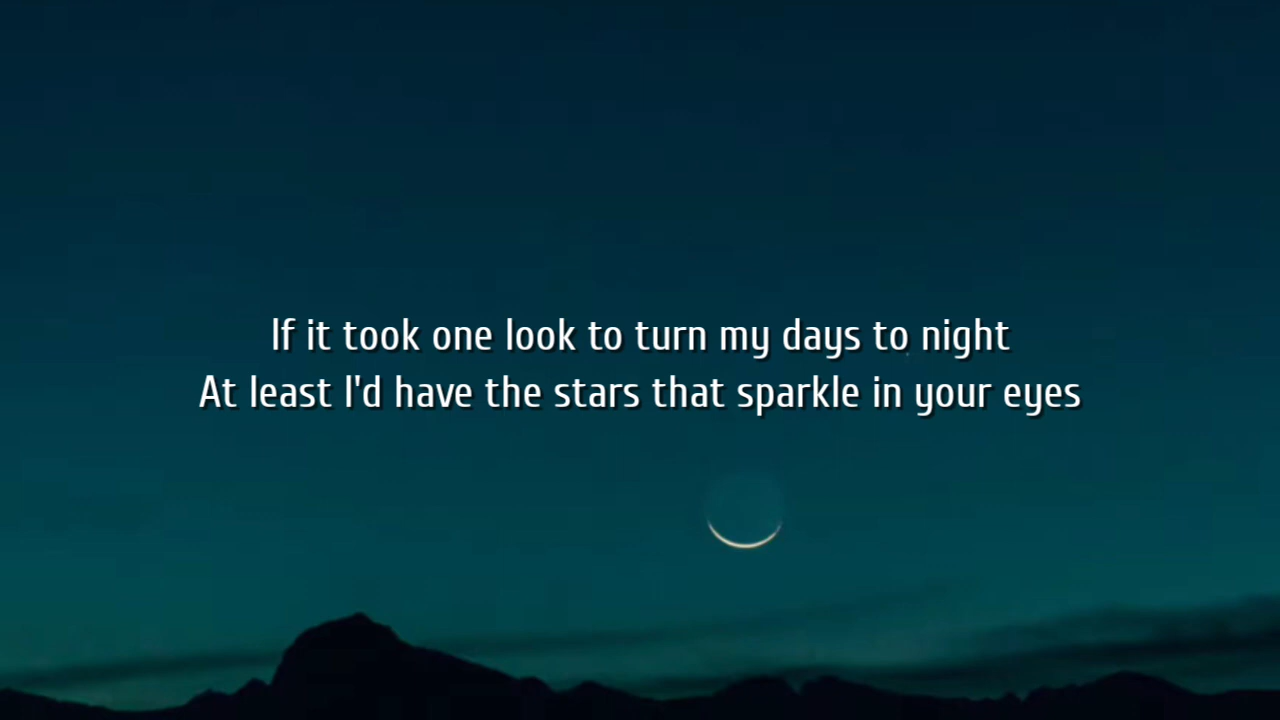 If it took one look to turn my days to night
At least I'd have the stars that sparkle in your eyes